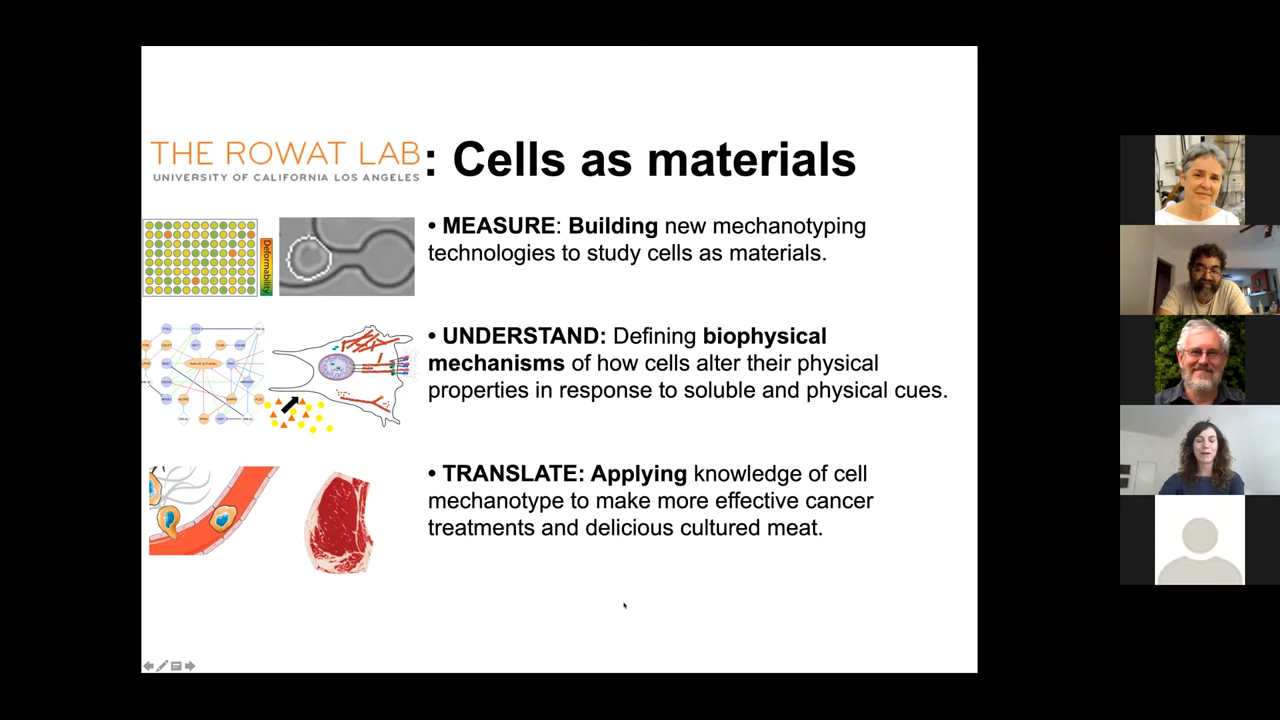 THE ROWAT LAB : Cells as materials
UNIVERSITY OF CALIFORNIA LOS ANGELES
• MEASURE: Building new mechanotyping
technologies to study cells as materials.
Deformability
• UNDERSTAND: Defining biophysical
mechanisms of how cells alter their physical
properties in response to soluble and physical cues.
• TRANSLATE: Applying knowledge of cell
mechanotype to make more effective cancer
treatments and delicious cultured meat.